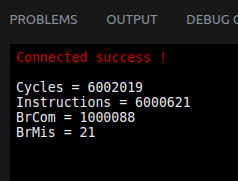 PROBLEMS OUTPUT DEBUG
Connected success !
Cycles = 6002019
Instructions = 6000621
BrCom = 1000088
BrMis = 21